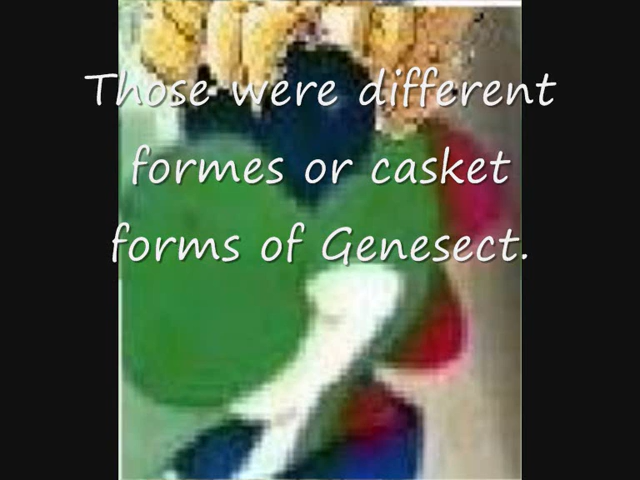 Those were different
formes or casket
forms of Genesect.